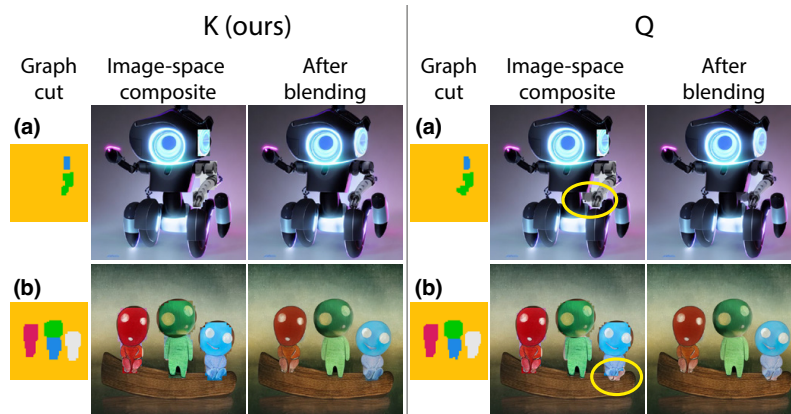 K (ours)
Q
Graph cut
Image-space composite
After blending
Graph cut
Image-space composite
After blending
(a)
(a)
(b)
(b)